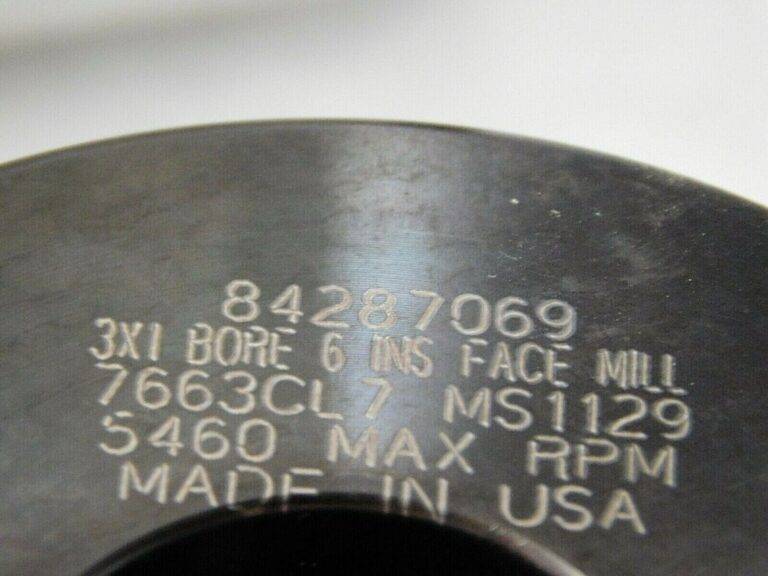 84287069
3X1 BORE 6 INS FACE MILL
7663CL7 MS1129
5460 MAX RPM
MADE IN USA